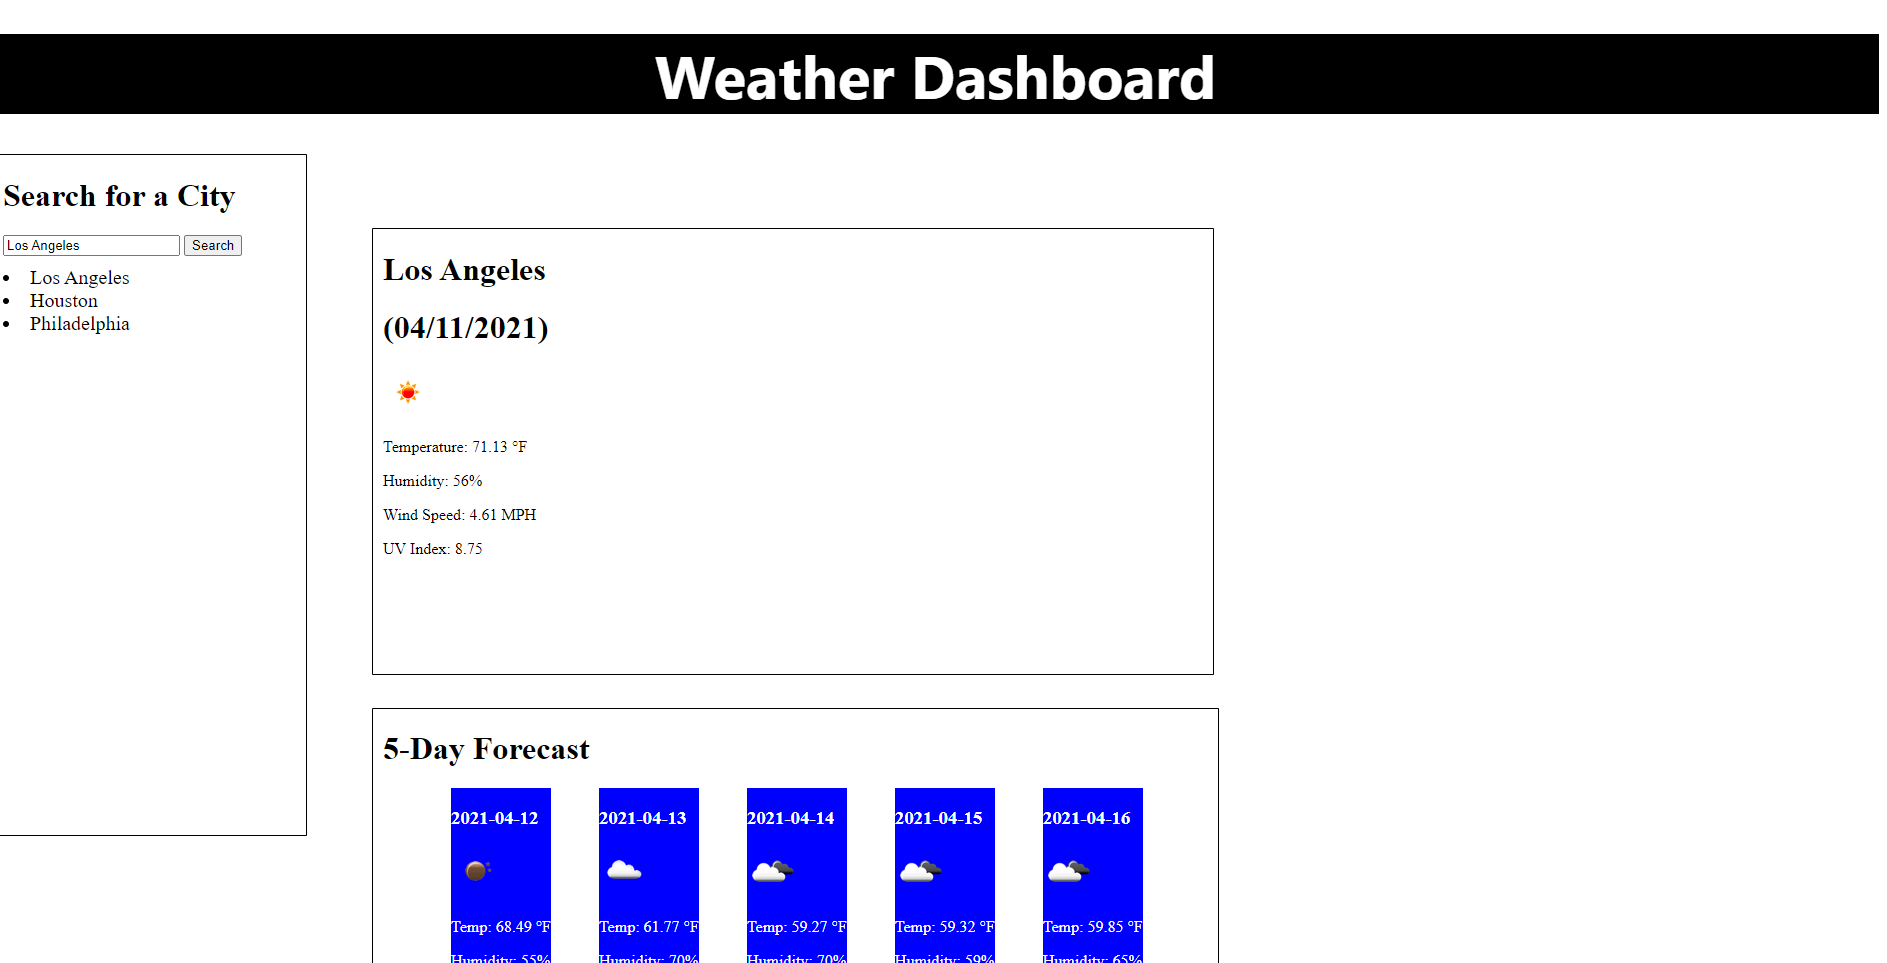 Weather Dashboard
Search for a City
Los Angeles Search
Los Angeles
Houston
Philadelphia
Los Angeles
(04/11/2021)
Temperature: 71.13 °F
Humidity: 56%
Wind Speed: 4.61 MPH
UV Index: 8.75
5-Day Forecast
2021-04-12 2021-04-13 2021-04-14 2021-04-15 2021-04-16
Temp: 68.49 °F Temp: 61.77 °F Temp: 59.27 °F Temp: 59.32 °F Temp: 59.85 °F
Humidity: 55% Humidity: 70% Humidity: 70% Humidity: 59% Humidity: 65%